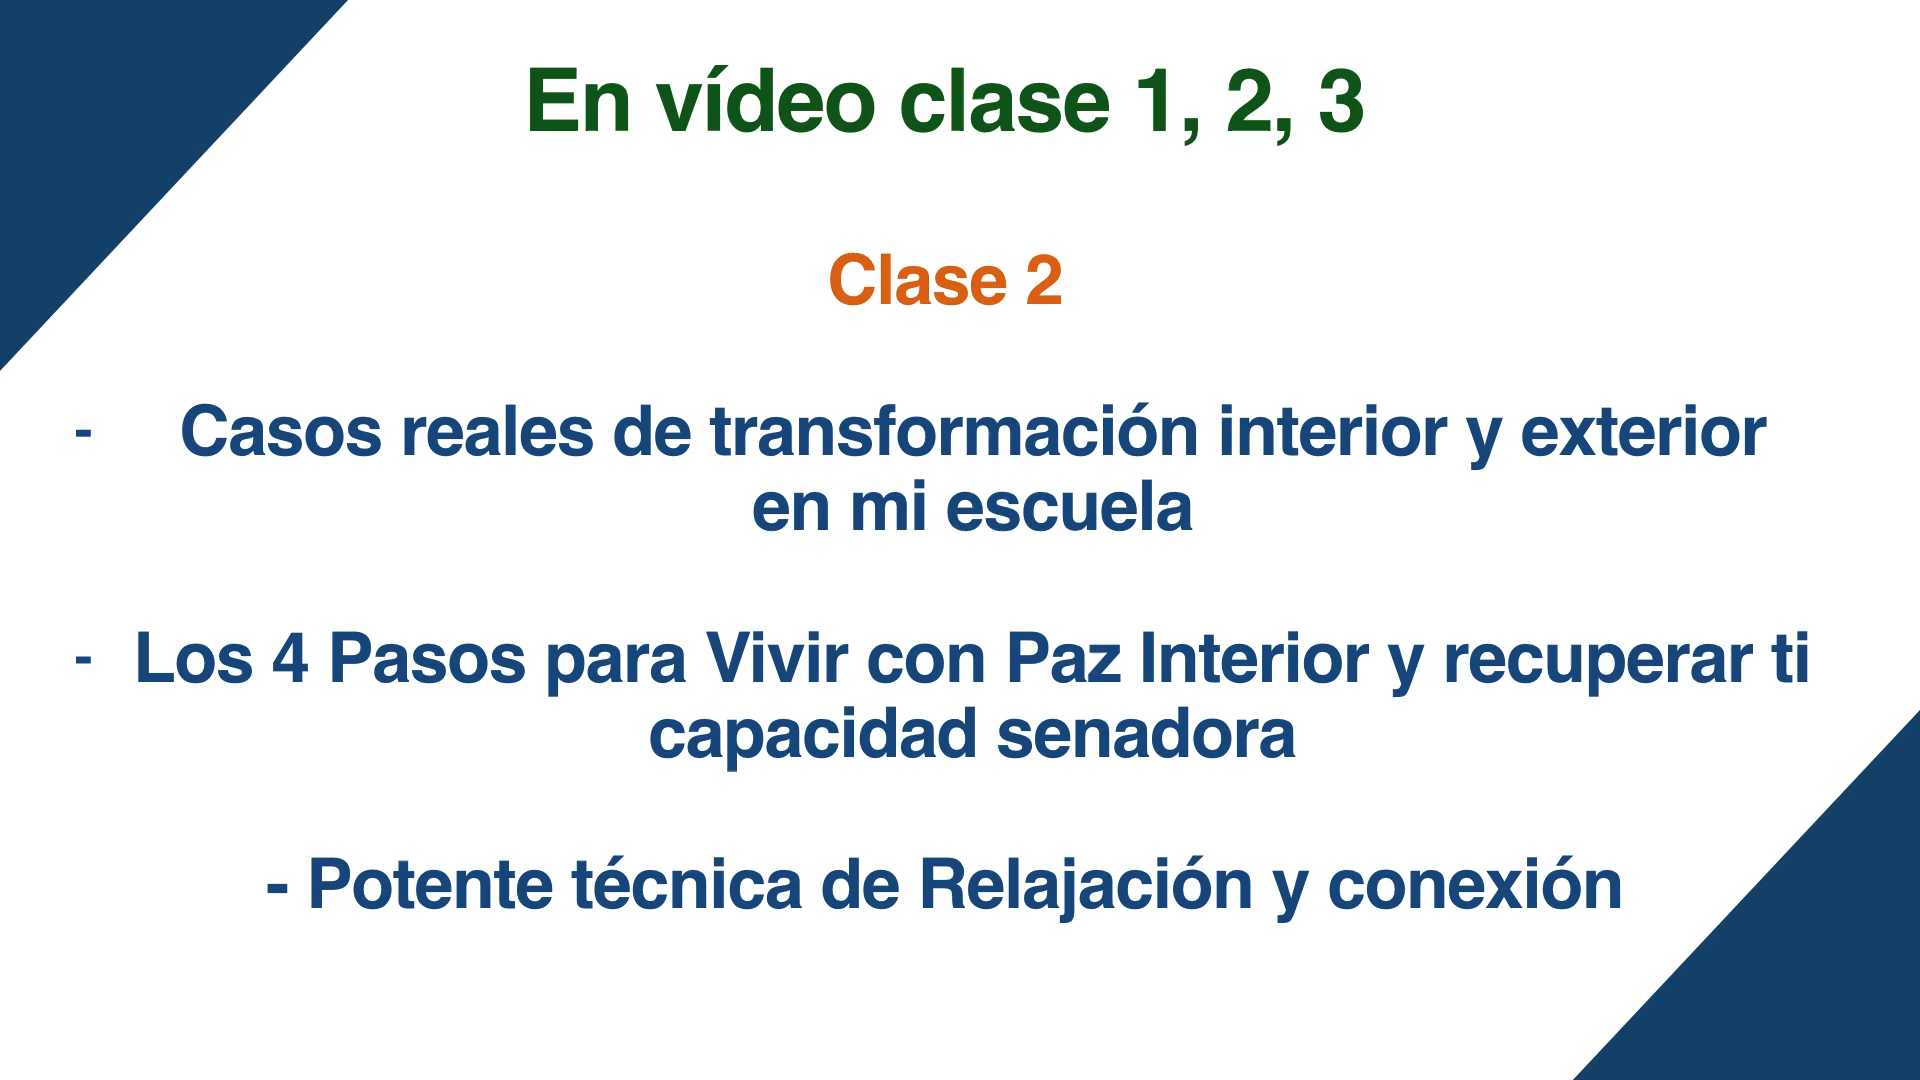 En vídeo clase 1, 2, 3
Clase 2
- Casos reales de transformación interior y exterior
en mi escuela
- Los 4 Pasos para Vivir con Paz Interior y recuperar ti
capacidad senadora
- Potente técnica de Relajación y conexión